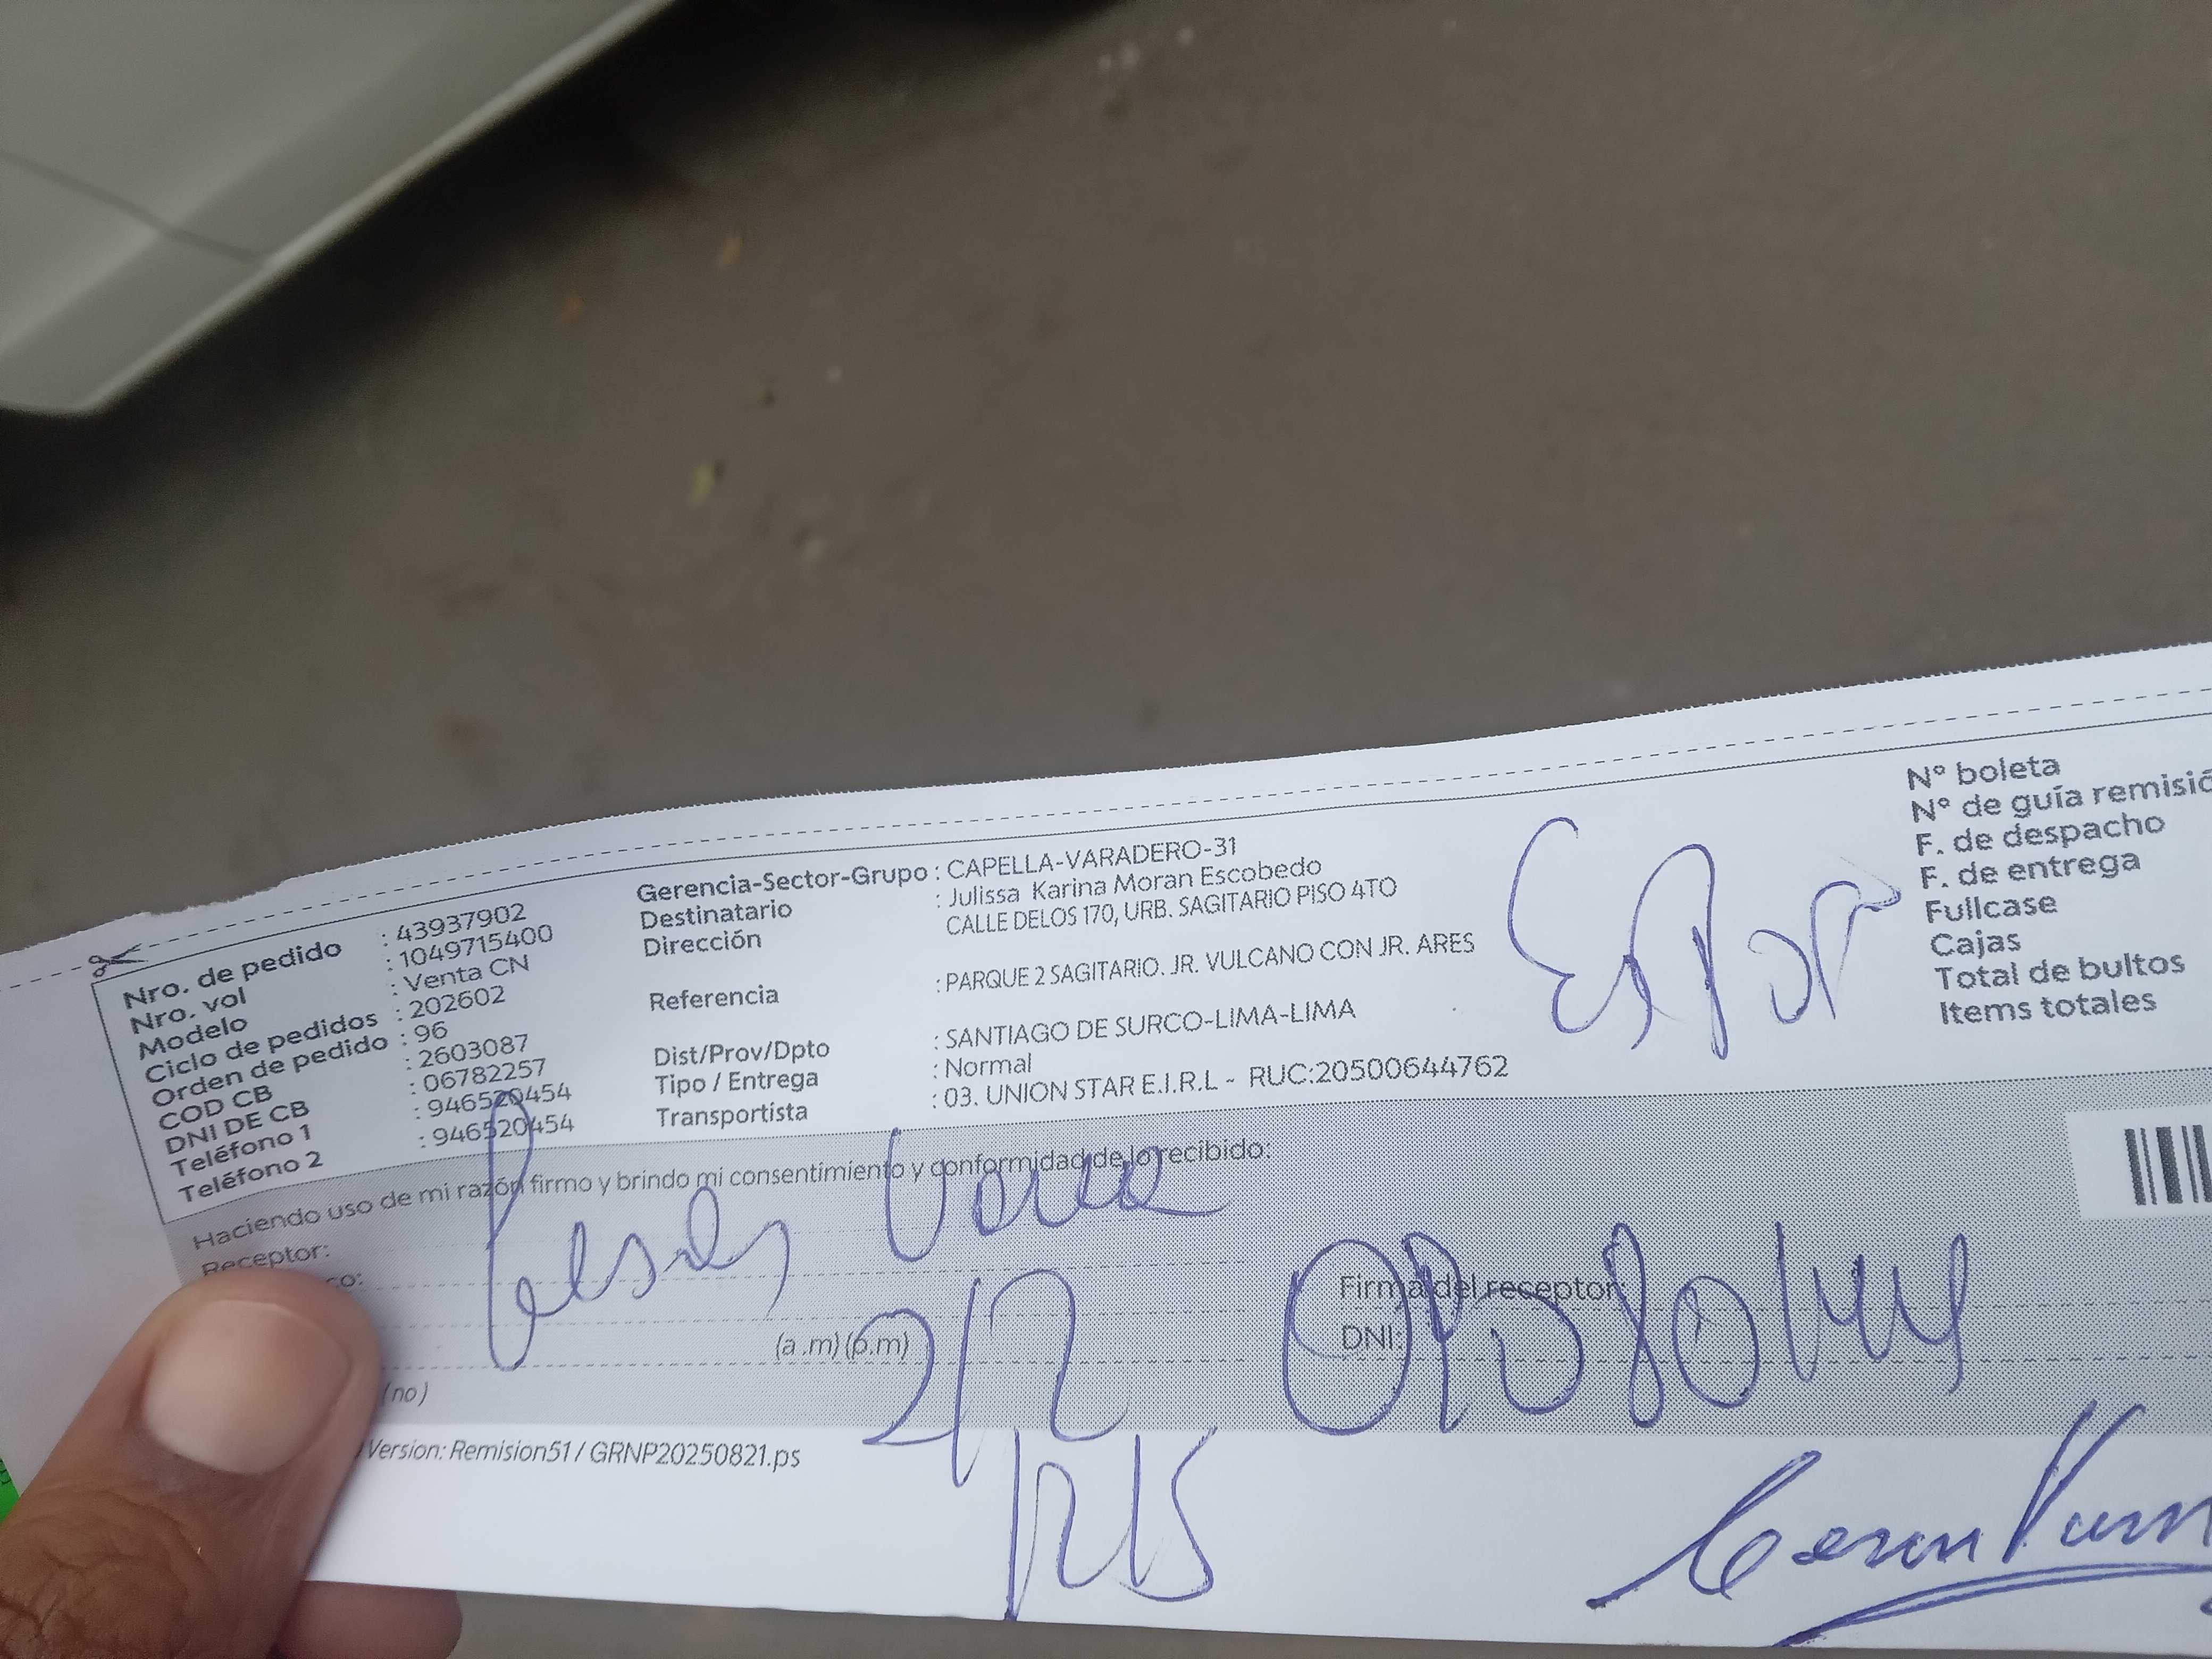 Nro. de pedido : 43937902
Nro. vol : 1049715400
Modelo : Venta CN
Ciclo de pedidos : 202602
Orden de pedido : 96
COD CB : 2603087
DNI DE CB : 06782257
Teléfono 1 : 946520454
Teléfono 2 : 946520454
Gerencia-Sector-Grupo : CAPELLA-VARADERO-31
Destinatario : Julissa Karina Moran Escobedo
Dirección CALLE DELOS 170, URB. SAGITARIO PISO 4TO
Referencia : PARQUE 2 SAGITARIO. JR. VULCANO CON JR. ARES
Dist/Prov/Dpto : SANTIAGO DE SURCO-LIMA-LIMA
Tipo / Entrega : Normal
Transportista : 03. UNION STAR E.I.R.L - RUC:20500644762
N° boleta
N° de guía remisió
F. de despacho
F. de entrega
Fullcase
Cajas
Total de bultos
Items totales
Haciendo uso de mi razón firmo y brindo mi consentimiento y conformidad de lo recibido:
Receptor:
co:
Firma del receptor:
(a .m) (p.m)
DNI:
(no)
2/2
Version: Remision51 / GRNP20250821.ps